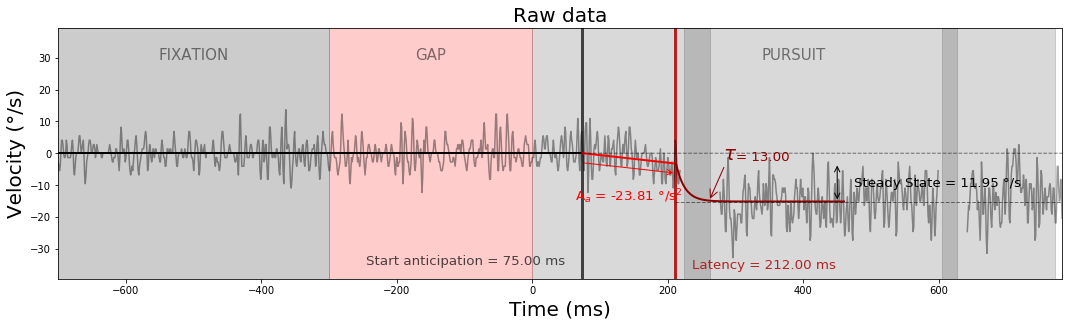 Raw data
FIXATION
GAP
PURSUIT
Velocity (°/s)
30
20
10
0
−10
−20
−30
τ = 13.00
Steady State = 11.95 °/s
Aa = -23.81 °/s²
Start anticipation = 75.00 ms
Latency = 212.00 ms
−600
−400
−200
0
200
400
600
Time (ms)